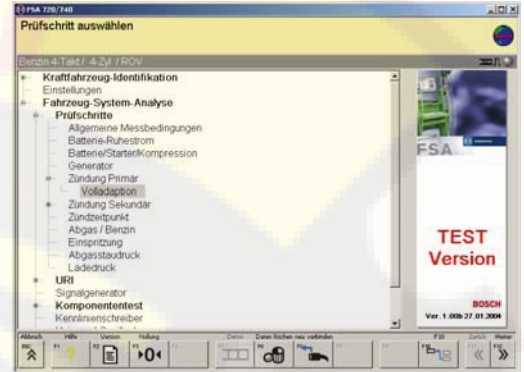 FSA 720/740
Prüfschritt auswählen
Benzin 4-Takt / 4-Zyl / ROV
Kraftfahrzeug-Identifikation
Einstellungen
Fahrzeug-System-Analyse
Prüfschritte
Allgemeine Messbedingungen
Batterie-Ruhestrom
Batterie/Starter/Kompression
Generator
Zündung Primär
Volladaption
Zündung Sekundär
Zündzeitpunkt
Abgas / Benzin
Einspritzung
Abgasstaudruck
Ladedruck
URI
Signalgenerator
Komponententest
Kennlinienschreiber
FSA
TEST
Version
BOSCH
Ver. 1.00b 27.01.2004
Abbruch Hilfe Version Nullung Demo Daten löschen neu verbinden F10 Zurück Weiter